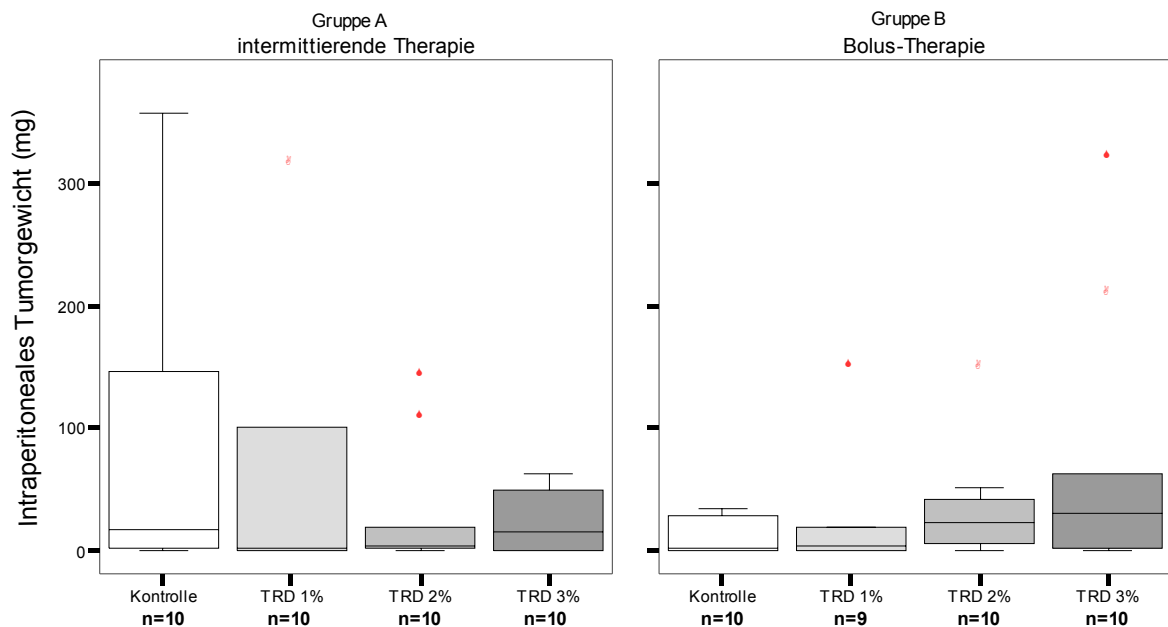 Gruppe A
intermittierende Therapie
Gruppe B
Bolus-Therapie
Intraperitoneales Tumorgewicht (mg)
300
200
100
0
Kontrolle TRD 1% TRD 2% TRD 3%
n=10 n=10 n=10 n=10
Kontrolle TRD 1% TRD 2% TRD 3%
n=10 n=9 n=10 n=10